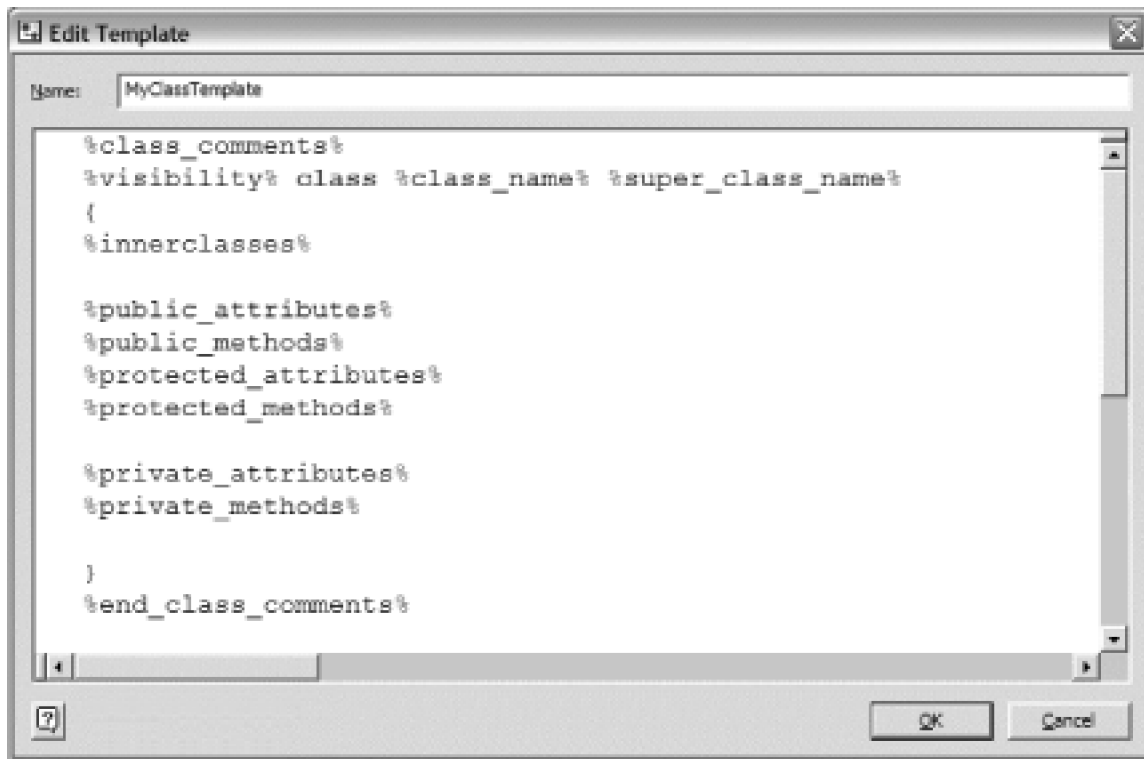 Edit Template
Name: MyClassTemplate
%class_comments%
%visibility% class %class_name% %super_class_name%
{
%innerclasses%
%public_attributes%
%public_methods%
%protected_attributes%
%protected_methods%
%private_attributes%
%private_methods%
}
%end_class_comments%
OK Cancel